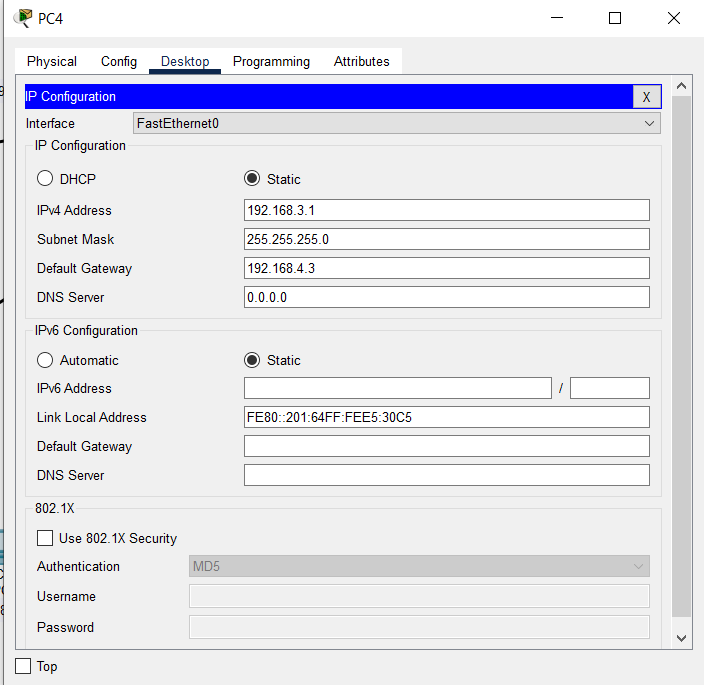 PC4
Physical Config Desktop Programming Attributes
IP Configuration X
Interface FastEthernet0
IP Configuration
DHCP Static
IPv4 Address 192.168.3.1
Subnet Mask 255.255.255.0
Default Gateway 192.168.4.3
DNS Server 0.0.0.0
IPv6 Configuration
Automatic Static
IPv6 Address /
Link Local Address FE80::201:64FF:FEE5:30C5
Default Gateway
DNS Server
802.1X
Use 802.1X Security
Authentication MD5
Username
Password
Top